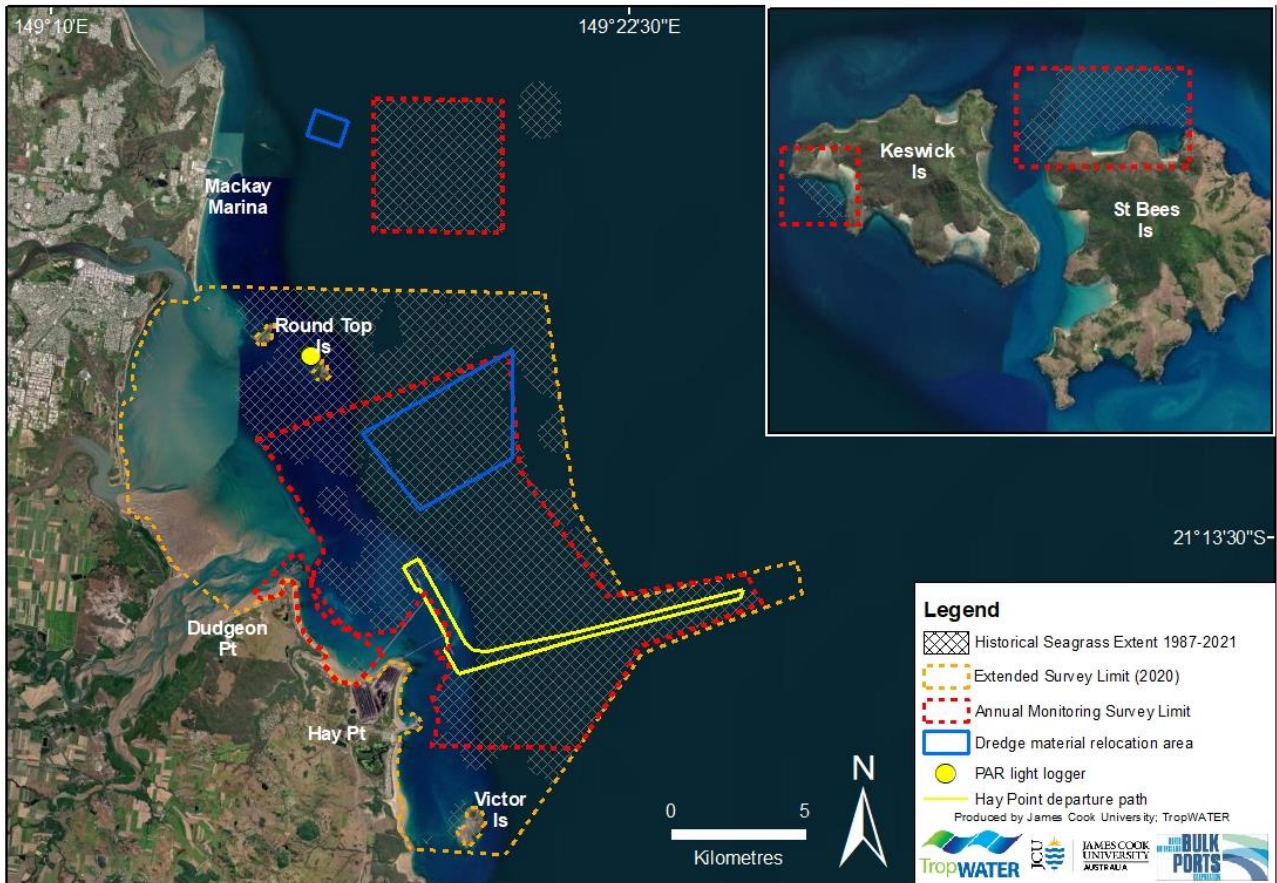 149°10'E
149°22'30"E
Mackay
Marina
Round Top
Is
Dudgeon
Pt
Hay Pt
Victor
Is
Keswick
Is
St Bees
Is
21°13'30"S
0 5
Kilometres
N
Legend
Historical Seagrass Extent 1987-2021
Extended Survey Limit (2020)
Annual Monitoring Survey Limit
Dredge material relocation area
PAR light logger
Hay Point departure path
Produced by James Cook University; TropWATER
TropWATER
JCU
JAMES COOK
UNIVERSITY
AUSTRALIA
BULK
PORTS
CORPORATION